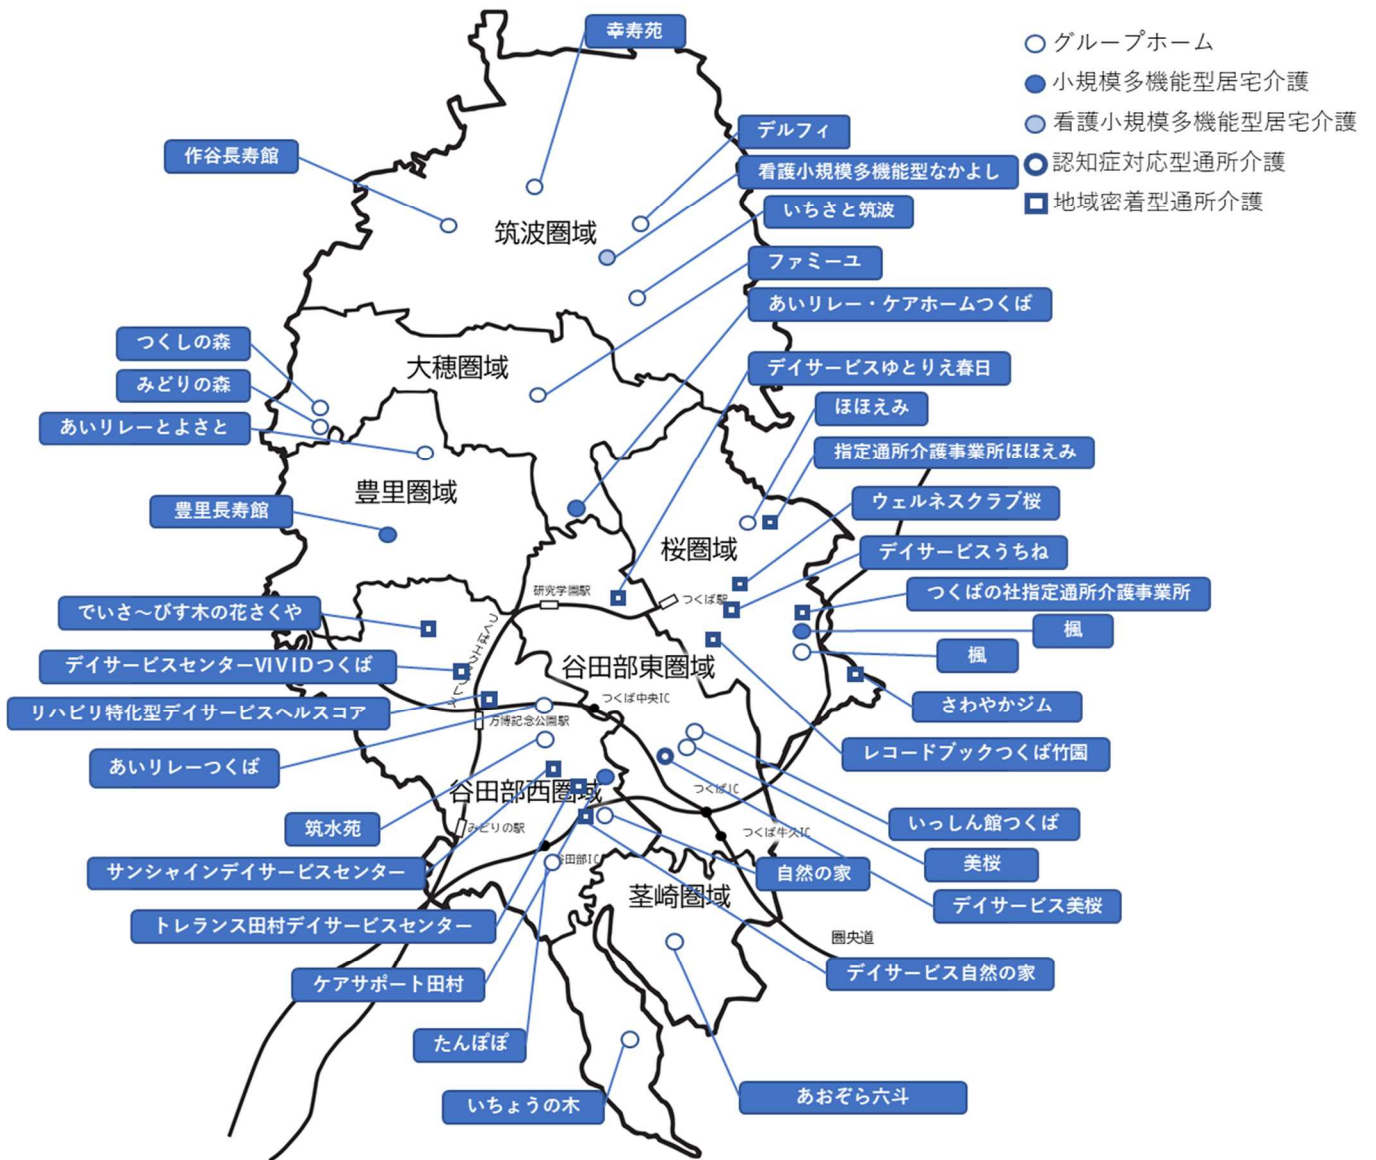 幸寿苑
グループホーム
小規模多機能型居宅介護
看護小規模多機能型居宅介護
認知症対応型通所介護
地域密着型通所介護
デルフィ
作谷長寿館
看護小規模多機能型なかよし
いちさと筑波
筑波圏域
ファミーユ
あいリレー・ケアホームつくば
つくしの森
大穂圏域
デイサービスゆとりえ春日
みどりの森
ほほえみ
あいリレーとよさと
指定通所介護事業所ほほえみ
豊里圏域
ウェルネスクラブ桜
豊里長寿館
桜圏域
デイサービスうちね
研究学園駅
つくば駅
つくばの社指定通所介護事業所
でいさ～びす木の花さくや
楓
デイサービスセンターVIVIDつくば
谷田部東圏域
楓
つくば中央IC
さわやかジム
リハビリ特化型デイサービスヘルスコア
万博記念公園駅
レコードブックつくば竹園
あいリレーつくば
谷田部西圏域
つくばJC
いっしん館つくば
筑水苑
みどりの駅
つくば牛久IC
谷田部IC
美桜
サンシャインデイサービスセンター
自然の家
茎崎圏域
デイサービス美桜
トレランス田村デイサービスセンター
圏央道
デイサービス自然の家
ケアサポート田村
たんぽぽ
あおぞら六斗
いちょうの木